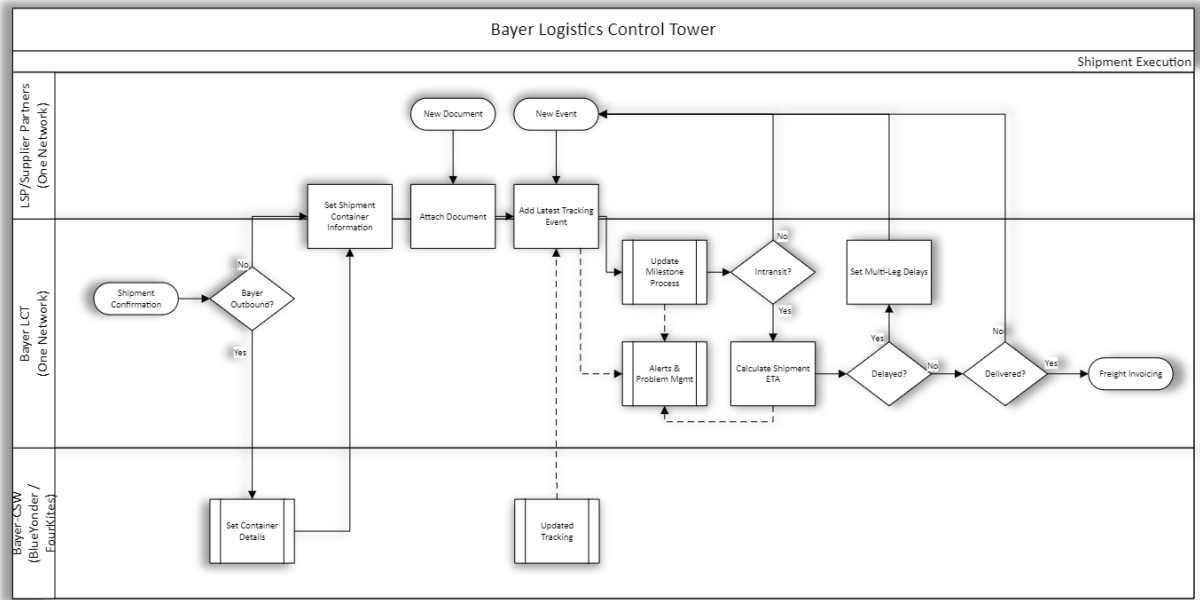 Bayer Logistics Control Tower
Shipment Execution
LSP/Supplier Partners
(One Network)
New Document
New Event
Set Shipment
Container
Information
Attach Document
Add Latest Tracking
Event
Bayer LCT
(One Network)
Shipment
Confirmation
No
Bayer
Outbound?
Yes
Update
Milestone
Process
No
Intransit?
Yes
Set Multi-Leg Delays
Alerts &
Problem Mgmt
Calculate Shipment
ETA
Yes
Delayed?
No
No
Delivered?
Yes
Freight Invoicing
Bayer-CSW
(BlueYonder /
FourKites)
Set Container
Details
Updated
Tracking